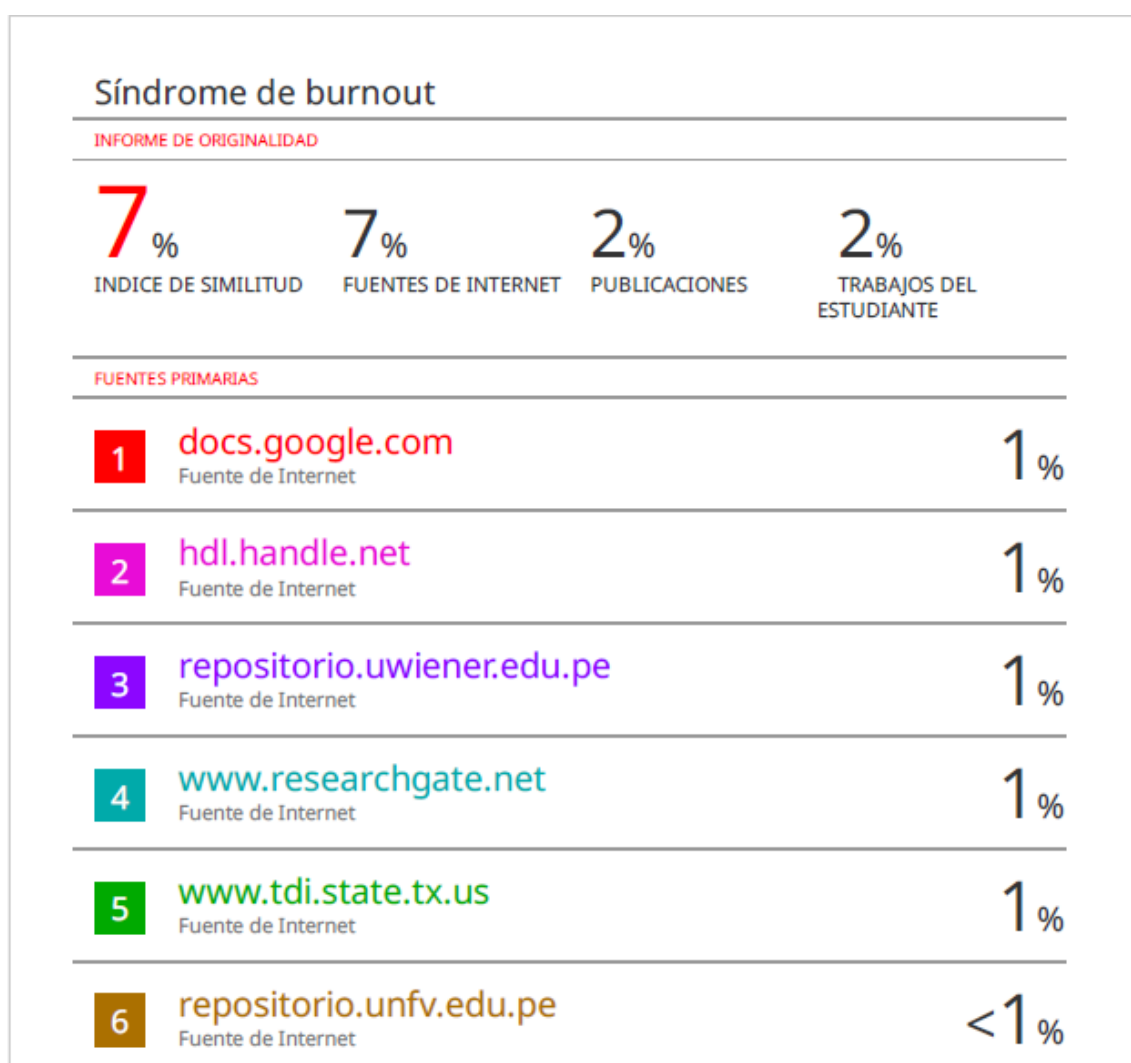 Síndrome de burnout
INFORME DE ORIGINALIDAD
7% 7% 2% 2%
INDICE DE SIMILITUD FUENTES DE INTERNET PUBLICACIONES TRABAJOS DEL
ESTUDIANTE
FUENTES PRIMARIAS
1 docs.google.com 1%
Fuente de Internet
2 hdl.handle.net 1%
Fuente de Internet
3 repositorio.uwiener.edu.pe 1%
Fuente de Internet
4 www.researchgate.net 1%
Fuente de Internet
5 www.tdi.state.tx.us 1%
Fuente de Internet
6 repositorio.unfv.edu.pe <1%
Fuente de Internet